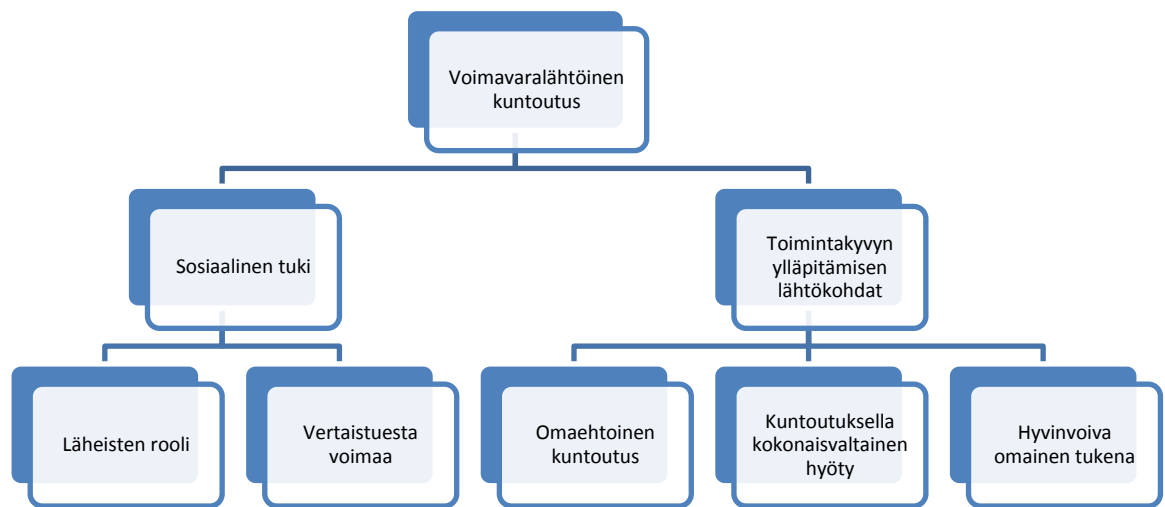 Voimavaralähtöinen
kuntoutus
Sosiaalinen tuki
Toimintakyvyn
ylläpitämisen
lähtökohdat
Läheisten rooli
Vertaistuesta
voimaa
Omaehtoinen
kuntoutus
Kuntoutuksella
kokonaisvaltainen
hyöty
Hyvinvoiva
omainen tukena